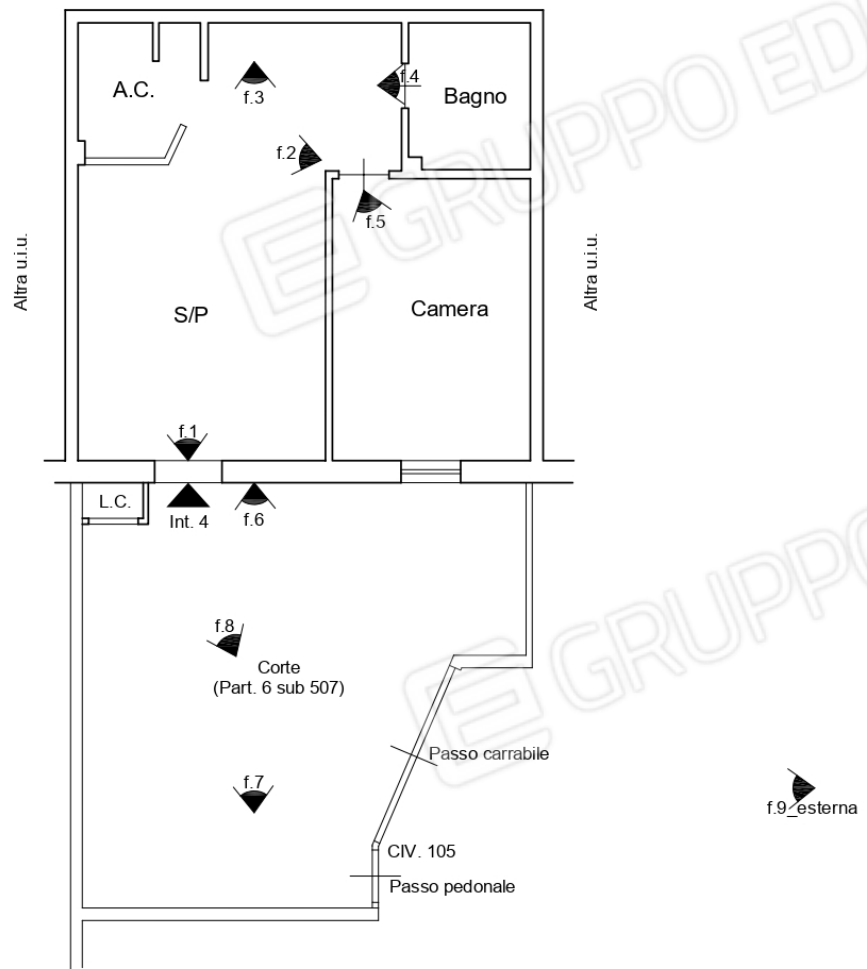 GRUPPO ED
A.C.
f.3
f.4
Bagno
f.2
f.5
Altra u.i.u.
S/P
Camera
Altra u.i.u.
f.1
L.C.
Int. 4
f.6
GRUPPO
f.8
Corte
(Part. 6 sub 507)
Passo carrabile
f.7
f.9_esterna
CIV. 105
Passo pedonale